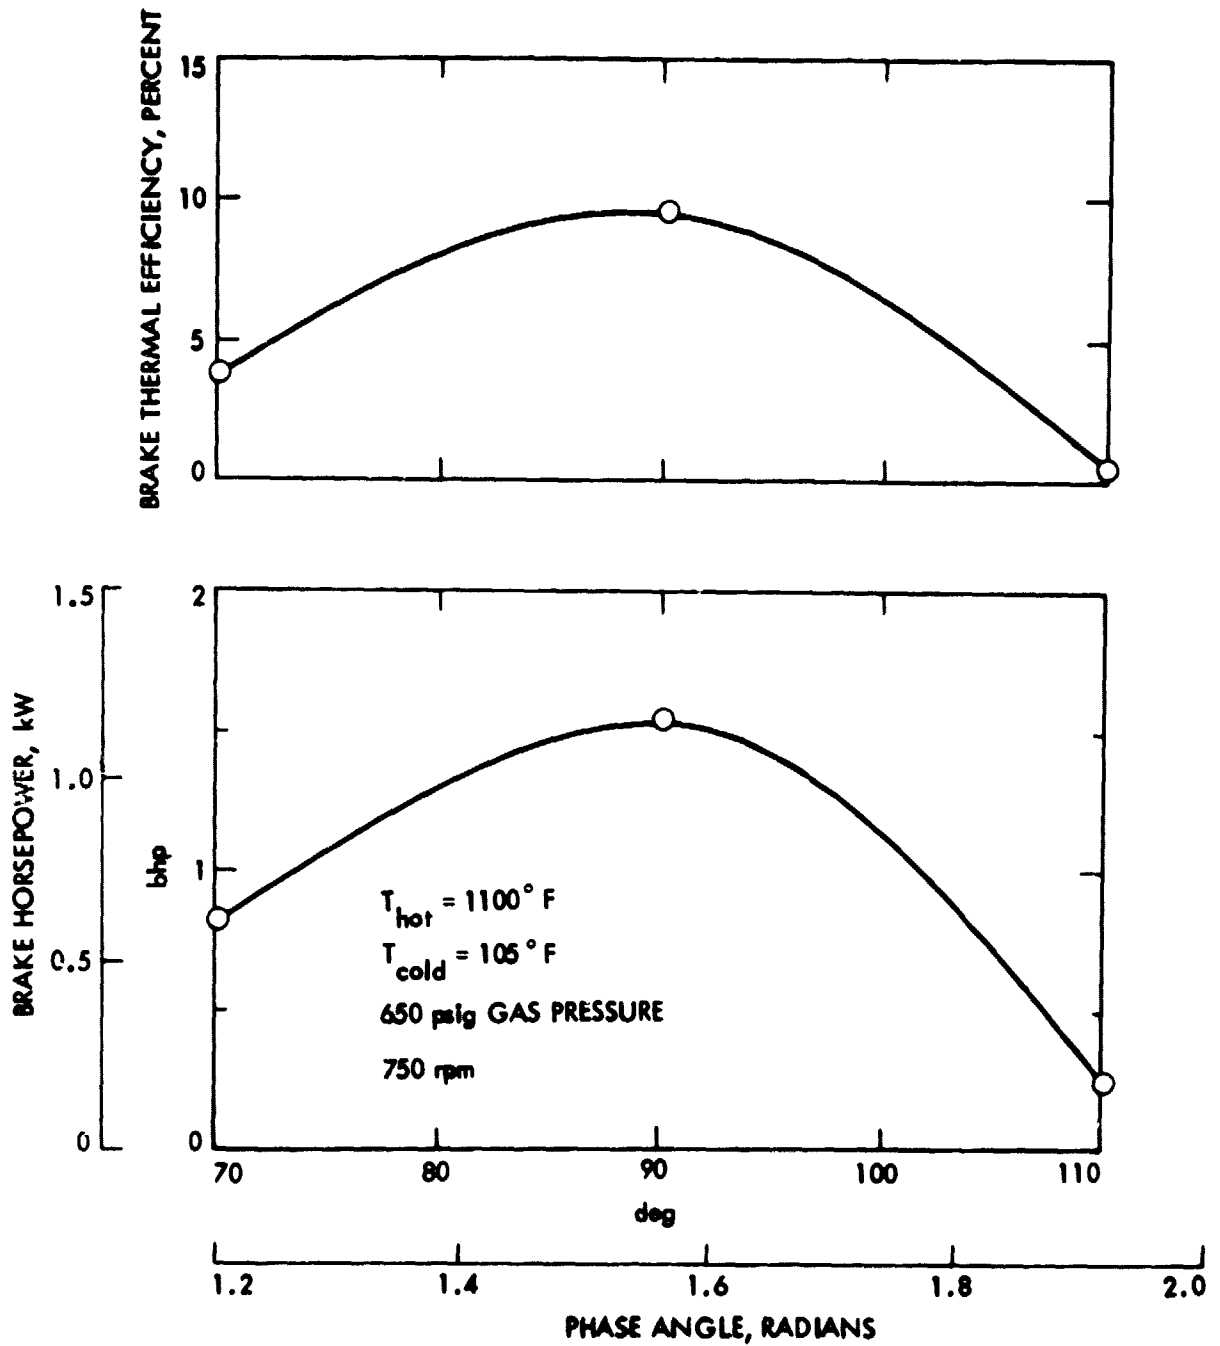 BRAKE THERMAL EFFICIENCY, PERCENT
15
10
5
0
BRAKE HORSEPOWER, kW
1.5
1.0
0.5
0
bhp
2
1
0
T hot = 1100° F
T cold = 105° F
650 psig GAS PRESSURE
750 rpm
70 80 90 100 110
deg
1.2 1.4 1.6 1.8 2.0
PHASE ANGLE, RADIANS